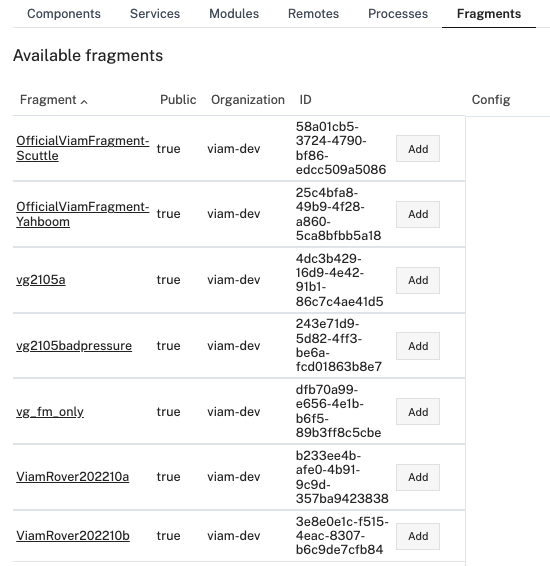 Components Services Modules Remotes Processes Fragments
Available fragments
Fragment Public Organization ID Config
OfficialViamFragment-Scuttle true viam-dev 58a01cb5-3724-4790-bf86-edcc509a5086 Add
OfficialViamFragment-Yahboom true viam-dev 25c4bfa8-49b9-4f28-a860-5ca8bfbb5a18 Add
vg2105a true viam-dev 4dc3b429-16d9-4e42-91b1-86c7c4ae41d5 Add
vg2105badpressure true viam-dev 243e71d9-5d82-4ff3-be6a-fcd01863b8e7 Add
vg_fm_only true viam-dev dfb70a99-e656-4e1b-b6f5-89b3ff8c5cbe Add
ViamRover202210a true viam-dev b233ee4b-afe0-4b91-9c9d-357ba9423838 Add
ViamRover202210b true viam-dev 3e8e0e1c-f515-4eac-8307-b6c9de7cfb84 Add